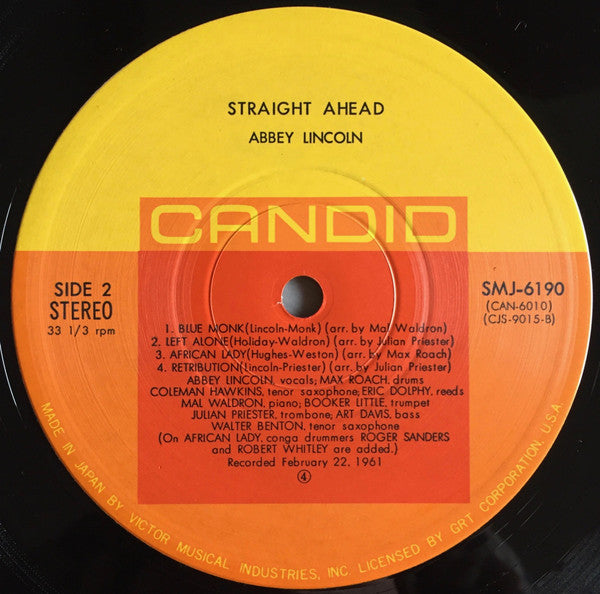 STRAIGHT AHEAD
ABBEY LINCOLN
CANDID
SIDE 2
STEREO
33 1/3 rpm
SMJ-6190
(CAN-6010)
(CJS-9015-B)
1. BLUE MONK(Lincoln-Monk) (arr. by Mal Waldron)
2. LEFT ALONE(Holiday-Waldron) (arr. by Julian Priester)
3. AFRICAN LADY(Hughes-Weston) (arr. by Max Roach)
4. RETRIBUTION(Lincoln-Priester) (arr. by Julian Priester)
ABBEY LINCOLN, vocals; MAX ROACH, drums
COLEMAN HAWKINS, tenor saxophone; ERIC DOLPHY, reeds
MAL WALDRON, piano; BOOKER LITTLE, trumpet
JULIAN PRIESTER, trombone; ART DAVIS, bass
WALTER BENTON, tenor saxophone
(On AFRICAN LADY, conga drummers ROGER SANDERS
and ROBERT WHITLEY are added.)
Recorded February 22, 1961
④
MADE IN JAPAN BY VICTOR MUSICAL INDUSTRIES, INC. LICENSED BY GRT CORPORATION, U.S.A.